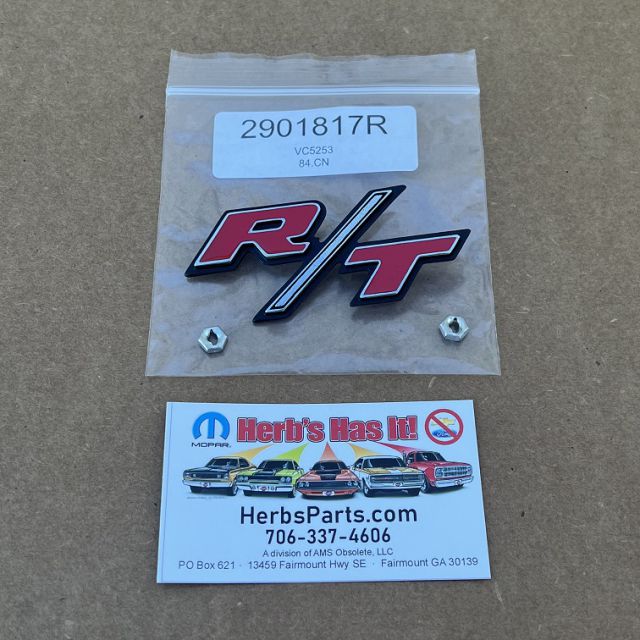 2901817R
VC5253
84.CN
R/T
MOPAR
Herb's Has It!
HerbsParts.com
706-337-4606
A division of AMS Obsolete, LLC
PO Box 621 · 13459 Fairmount Hwy SE · Fairmount GA 30139